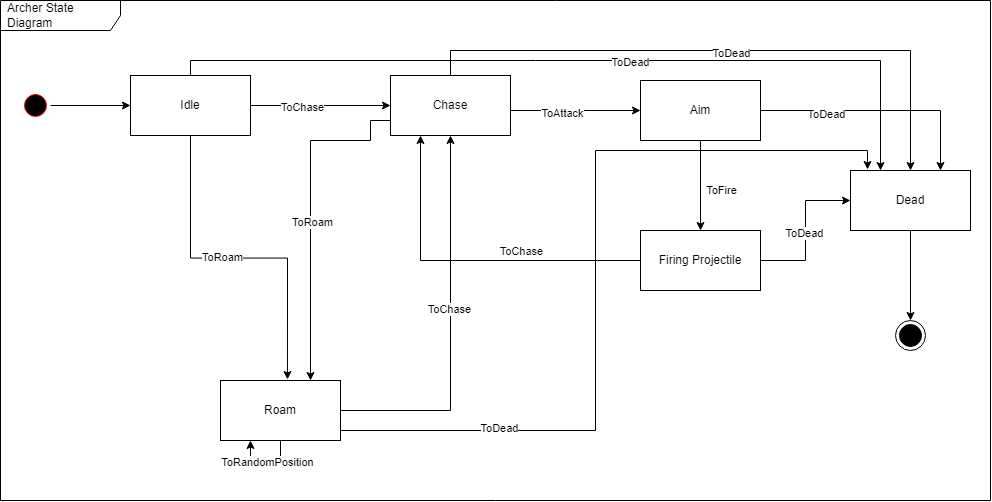 Archer State
Diagram
ToDead
ToDead
Idle
ToChase
Chase
ToAttack
Aim
ToDead
ToFire
Dead
ToRoam
ToDead
ToChase
ToRoam
Firing Projectile
ToChase
Roam
ToDead
ToRandomPosition